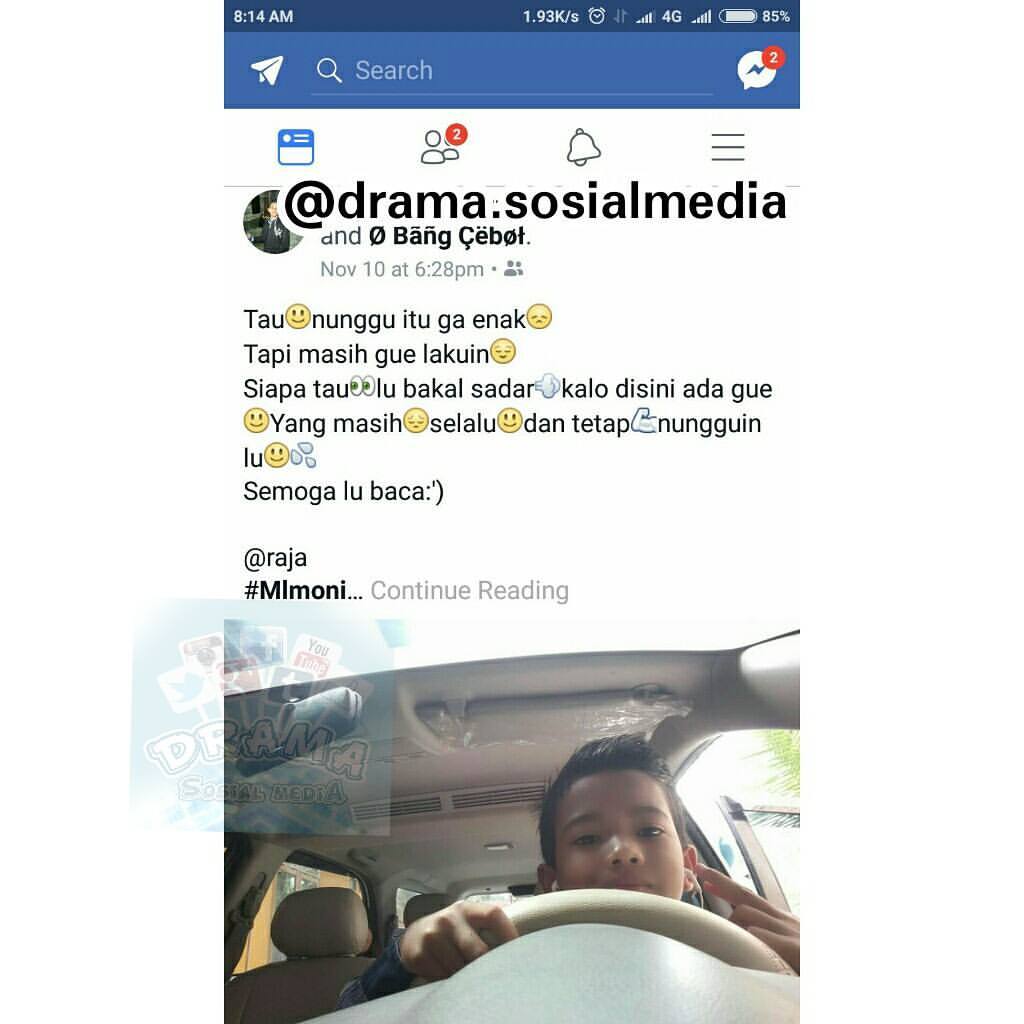 8:14 AM 1.93K/s 4G 85%
Search
2
2
@drama.sosialmedia
and Ø Bãñg Çëbøł.
Nov 10 at 6:28pm •
Tau🙂nunggu itu ga enak😞
Tapi masih gue lakuin😌
Siapa tau👀lu bakal sadar💨kalo disini ada gue
🙂Yang masih😔selalu🙂dan tetap💪nungguin
lu🙂💦
Semoga lu baca:')
@raja
#Mlmoni... Continue Reading
You
Tube
DRAMA
SOSIAL MEDIA